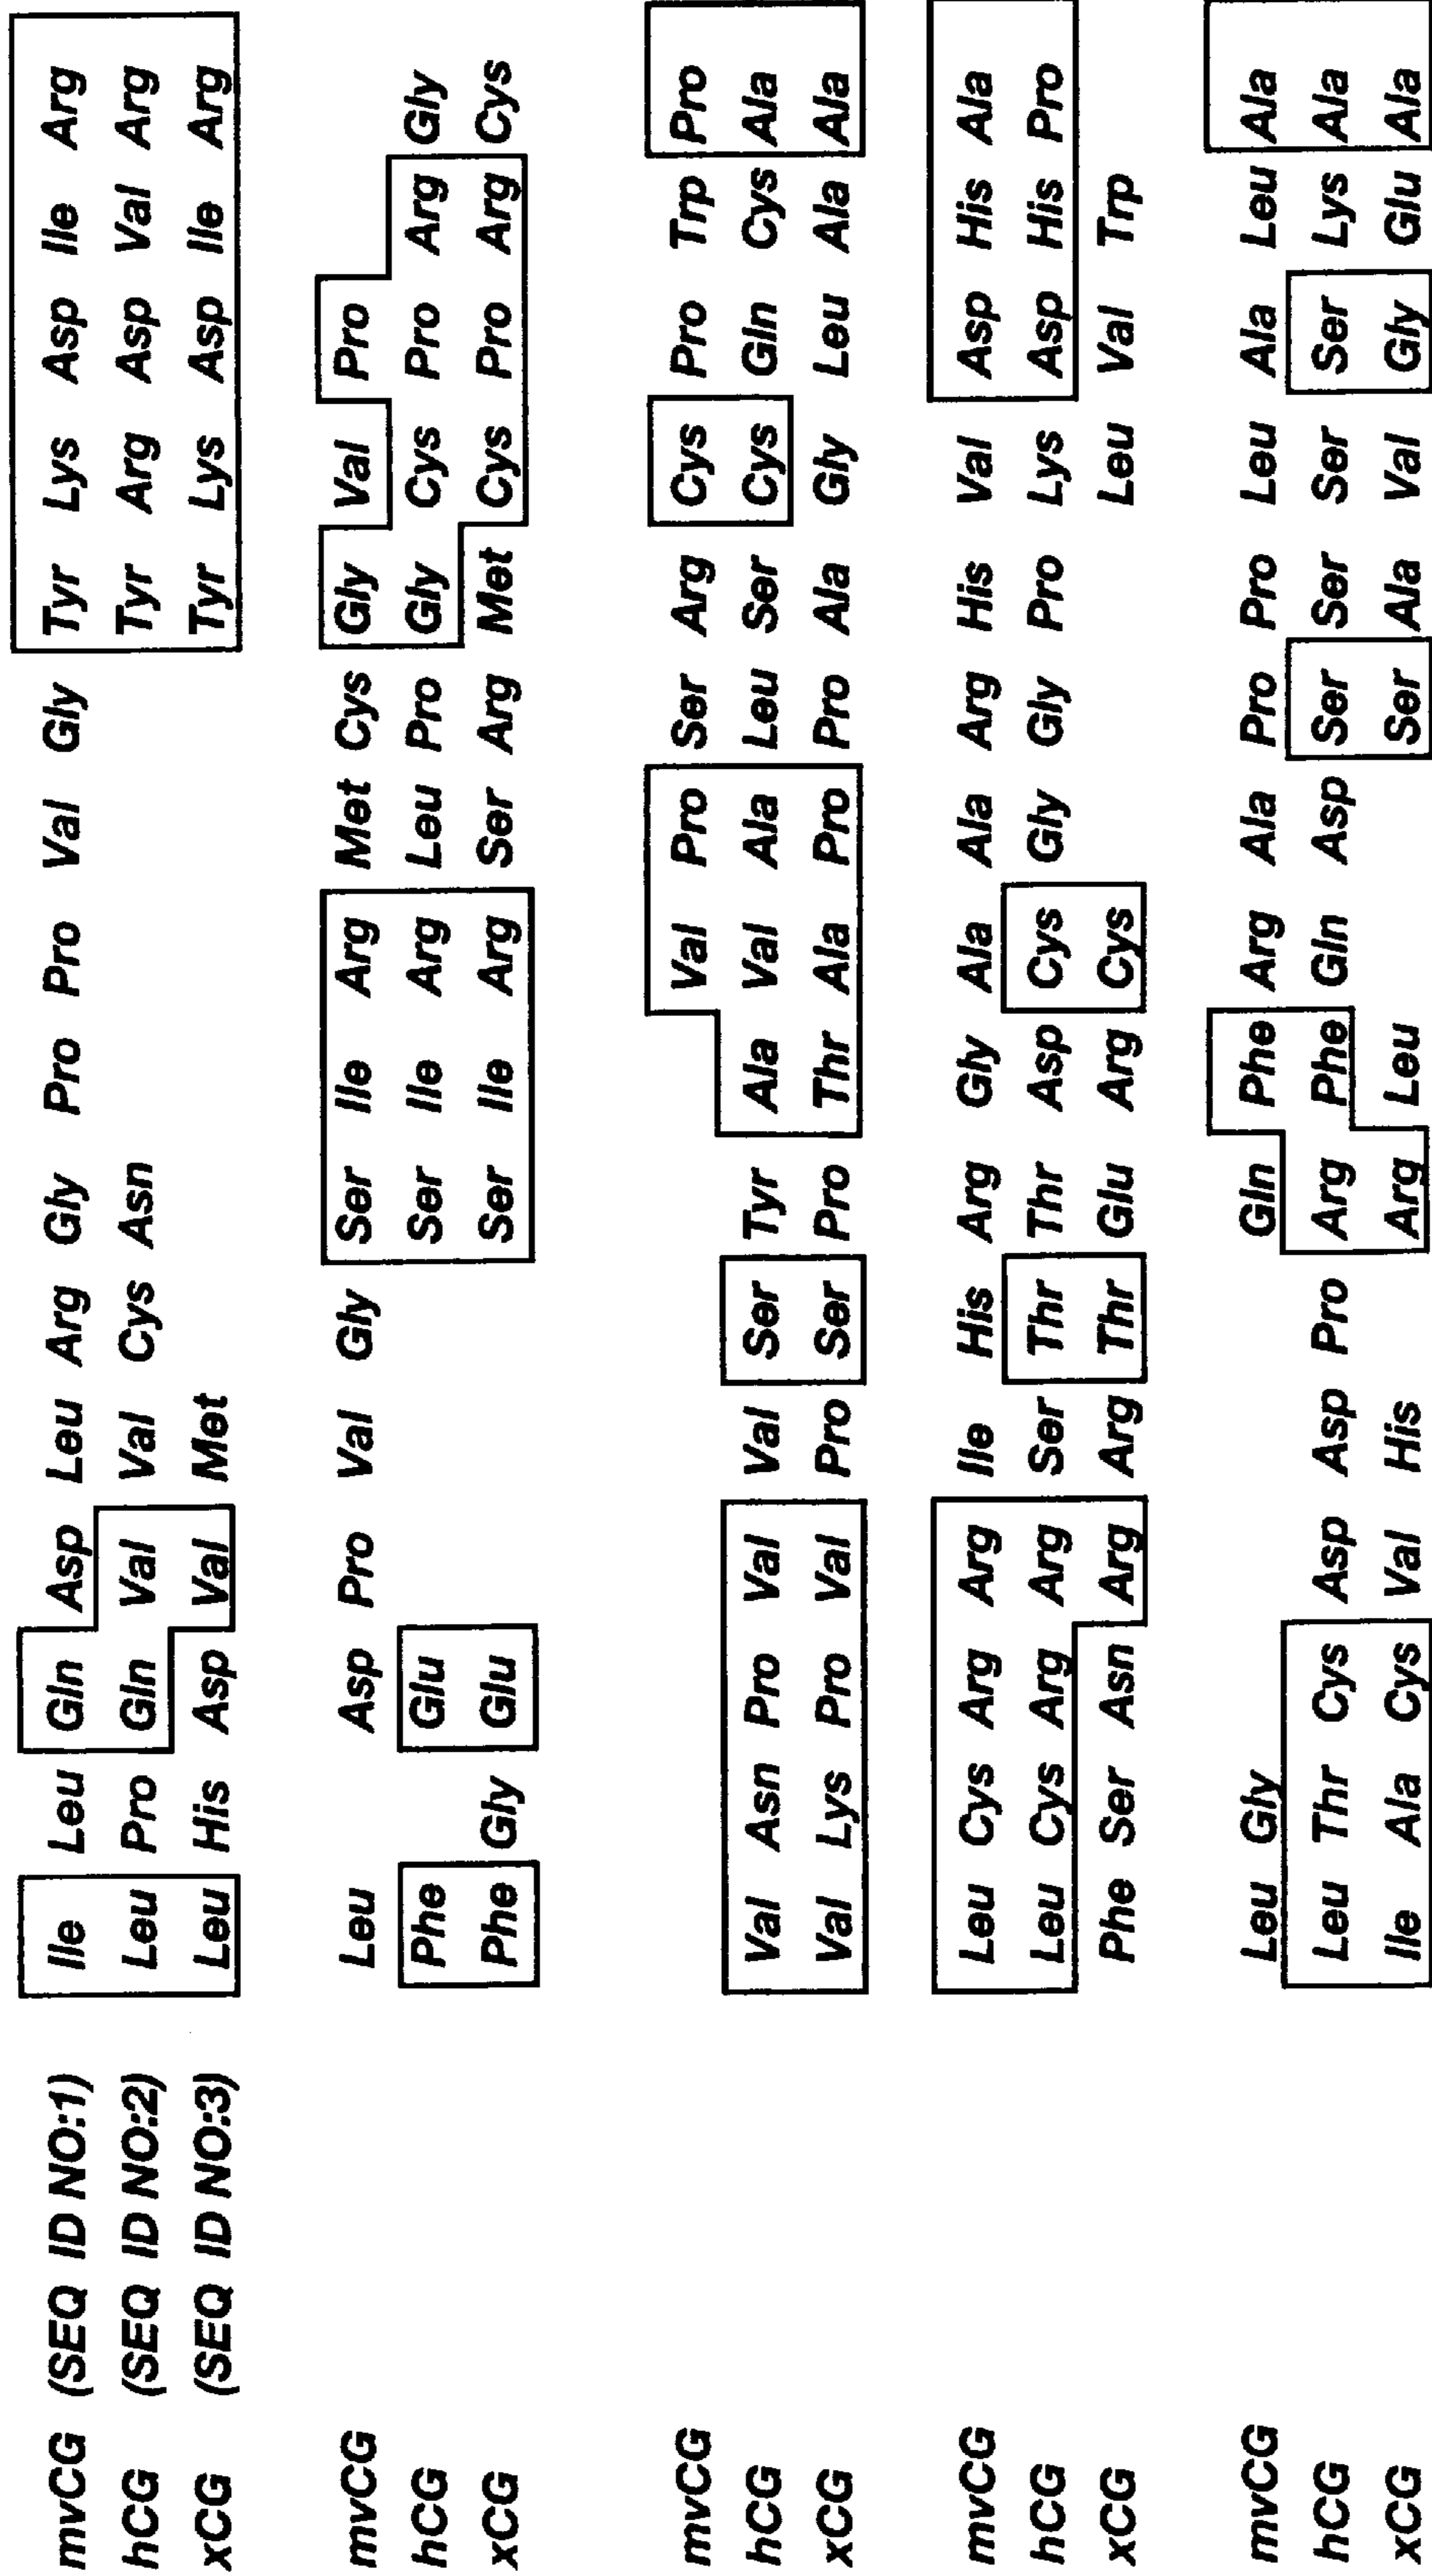 mvCG (SEQ ID NO:1) Ile Leu Gln Asp Leu Arg Gly Pro Pro Val Gly Tyr Lys Asp Ile Arg
hCG (SEQ ID NO:2) Leu Pro Gln Val Val Cys Asn Tyr Arg Asp Val Arg
xCG (SEQ ID NO:3) Leu His Asp Val Met Tyr Lys Asp Ile Arg
mvCG Leu Asp Pro Val Gly Ser Ile Arg Met Cys Gly Val Pro
hCG Phe Glu Ser Ile Arg Leu Pro Gly Cys Pro Arg Gly
xCG Phe Gly Glu Ser Ile Arg Ser Arg Met Cys Pro Arg Cys
mvCG Val Pro Ser Arg Cys Pro Trp Pro
hCG Val Asn Pro Val Val Ser Tyr Ala Val Ala Leu Ser Cys Gln Cys Ala
xCG Val Lys Pro Val Pro Ser Pro Thr Ala Pro Pro Ala Gly Leu Ala Ala
mvCG Leu Cys Arg Arg Ile His Arg Gly Ala Ala Arg His Val Asp His Ala
hCG Leu Cys Arg Arg Ser Thr Thr Asp Cys Gly Gly Pro Lys Asp His Pro
xCG Phe Ser Asn Arg Arg Thr Glu Arg Cys Leu Val Trp
mvCG Leu Gly Gln Phe Arg Ala Pro Pro Leu Ala Leu Ala
hCG Leu Thr Cys Asp Asp Pro Arg Phe Gln Asp Ser Ser Ser Ser Lys Ala
xCG Ile Ala Cys Val His Arg Leu Ser Ala Val Gly Glu Ala